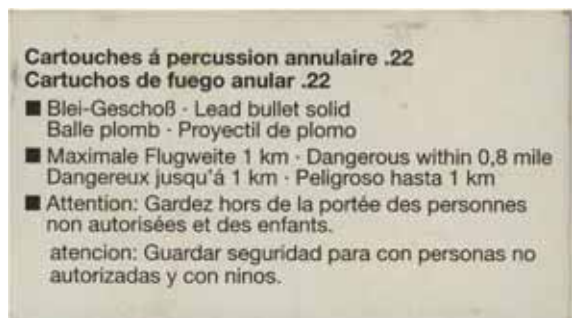 Cartouches á percussion annulaire .22
Cartuchos de fuego anular .22
■ Blei-Geschoß · Lead bullet solid
Balle plomb · Proyectil de plomo
■ Maximale Flugweite 1 km · Dangerous within 0,8 mile
Dangereux jusqu'á 1 km · Peligroso hasta 1 km
■ Attention: Gardez hors de la portée des personnes
non autorisées et des enfants.
atencion: Guardar seguridad para con personas no
autorizadas y con ninos.